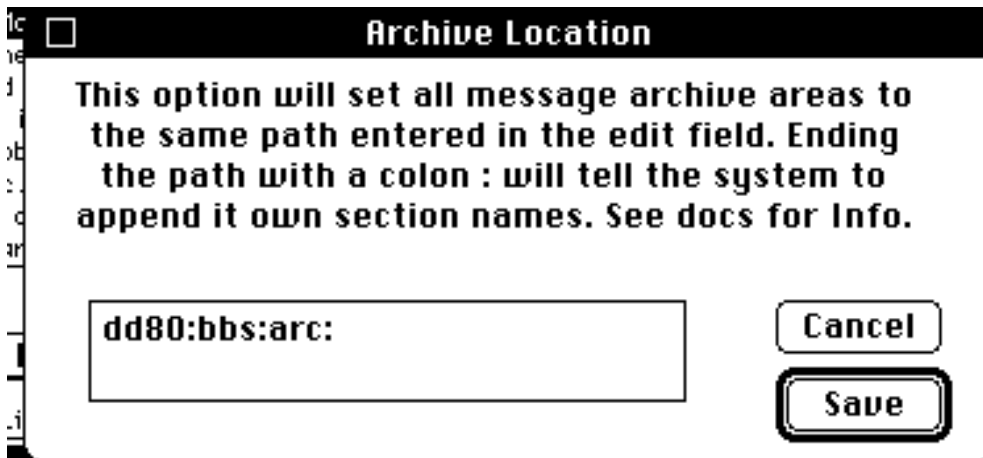 Archive Location
This option will set all message archive areas to
the same path entered in the edit field. Ending
the path with a colon : will tell the system to
append it own section names. See docs for Info.
dd80:bbs:arc:
Cancel
Save